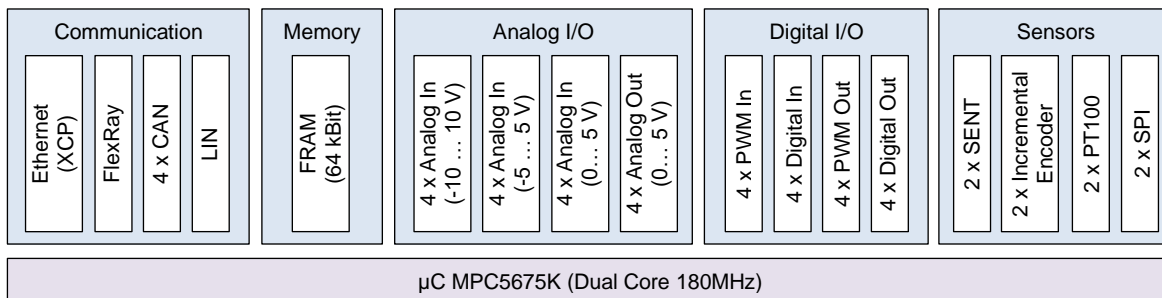 Communication
Ethernet
(XCP)
FlexRay
4 x CAN
LIN
Memory
FRAM
(64 kBit)
Analog I/O
4 x Analog In
(-10 ... 10 V)
4 x Analog In
(-5 ... 5 V)
4 x Analog In
(0... 5 V)
4 x Analog Out
(0... 5 V)
Digital I/O
4 x PWM In
4 x Digital In
4 x PWM Out
4 x Digital Out
Sensors
2 x SENT
2 x Incremental
Encoder
2 x PT100
2 x SPI
µC MPC5675K (Dual Core 180MHz)